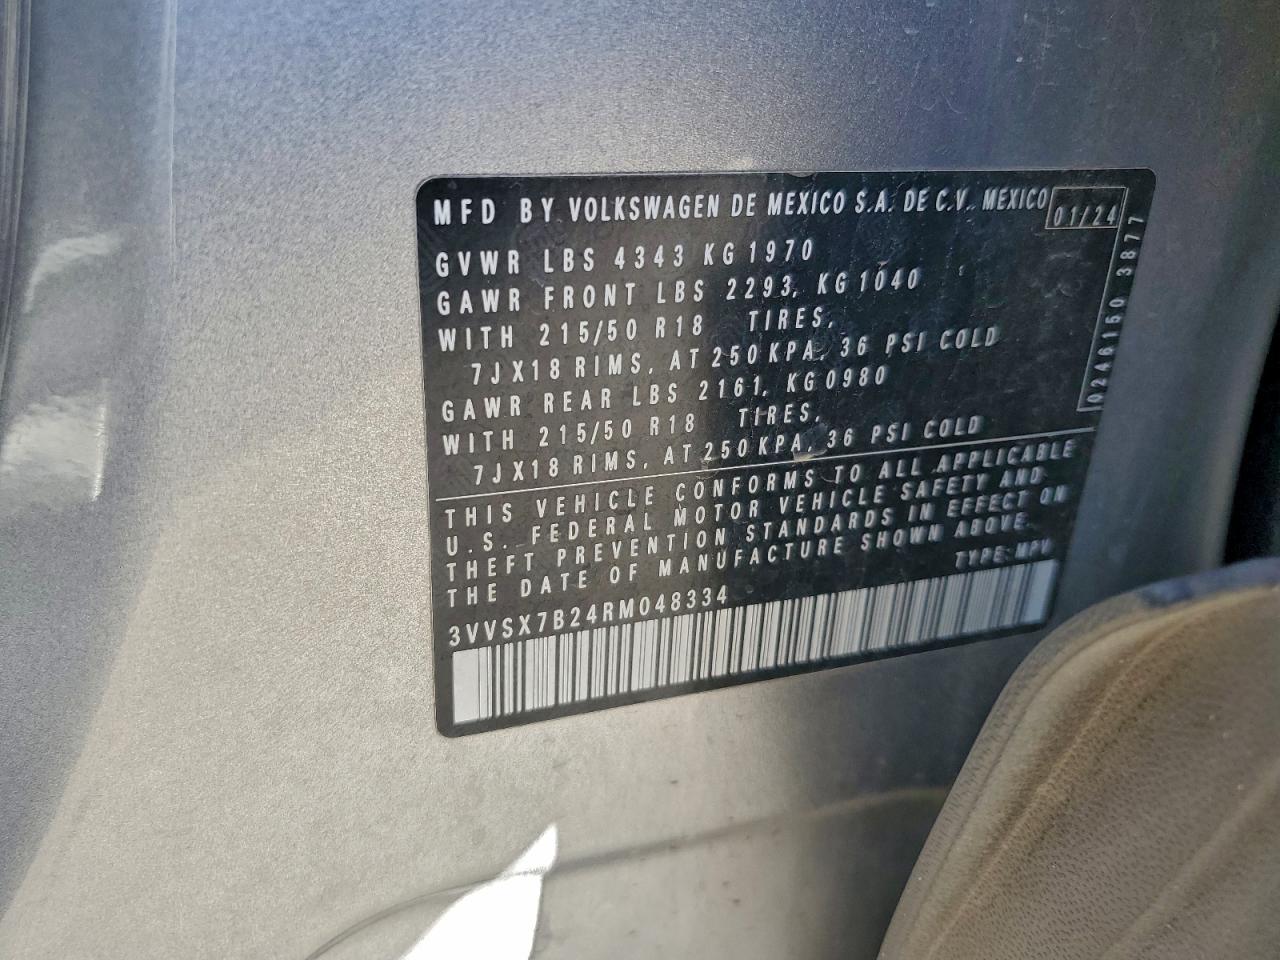 MFD BY VOLKSWAGEN DE MEXICO S.A. DE C.V. MEXICO 01/24
GVWR LBS 4343 KG 1970
GAWR FRONT LBS 2293, KG 1040
WITH 215/50 R18 TIRES,
7JX18 RIMS, AT 250 KPA, 36 PSI COLD
GAWR REAR LBS 2161, KG 0980
WITH 215/50 R18 TIRES,
7JX18 RIMS, AT 250 KPA, 36 PSI COLD
THIS VEHICLE CONFORMS TO ALL APPLICABLE
U.S. FEDERAL MOTOR VEHICLE SAFETY AND
THEFT PREVENTION STANDARDS IN EFFECT ON
THE DATE OF MANUFACTURE SHOWN ABOVE.
TYPE: MPV
3VVSX7B24RM048334
0246150 3877